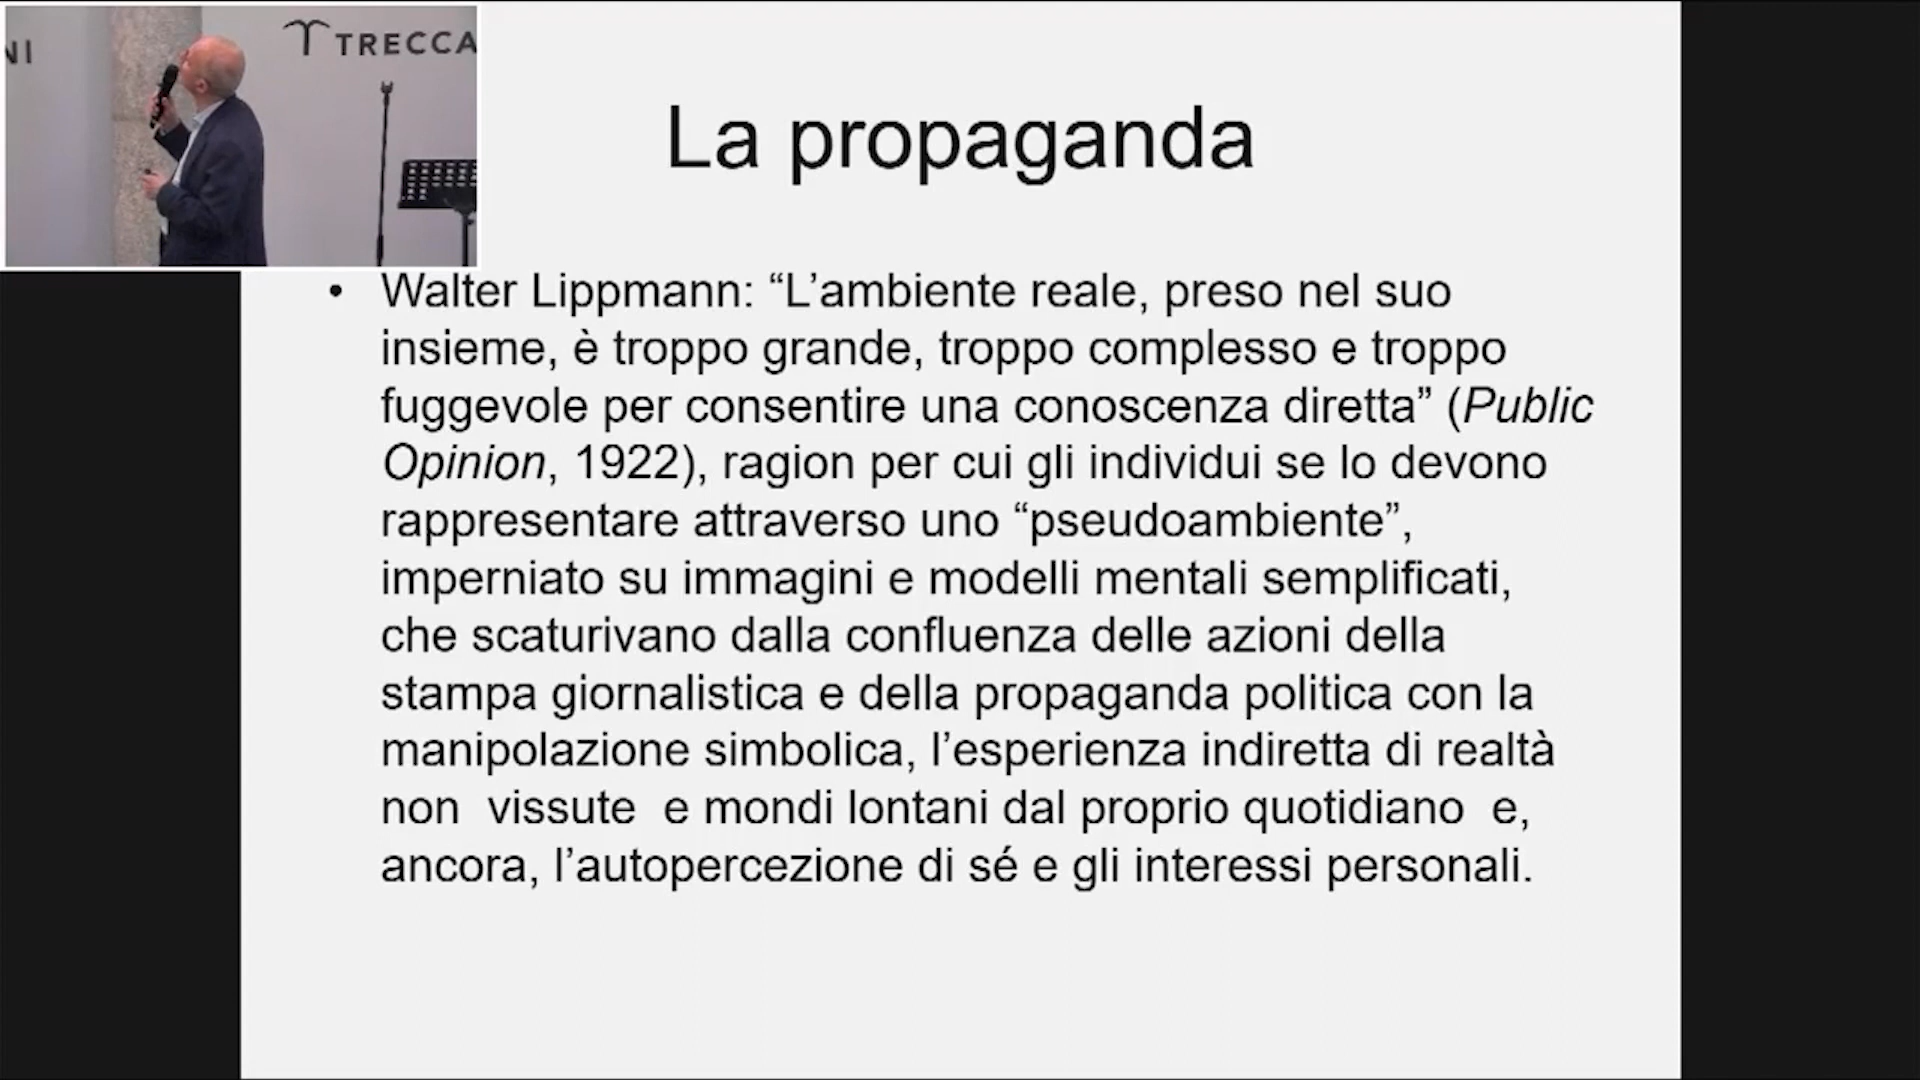 NI
TRECCA
La propaganda
• Walter Lippmann: “L’ambiente reale, preso nel suo
insieme, è troppo grande, troppo complesso e troppo
fuggevole per consentire una conoscenza diretta” (Public
Opinion, 1922), ragion per cui gli individui se lo devono
rappresentare attraverso uno “pseudoambiente”,
imperniato su immagini e modelli mentali semplificati,
che scaturivano dalla confluenza delle azioni della
stampa giornalistica e della propaganda politica con la
manipolazione simbolica, l’esperienza indiretta di realtà
non  vissute  e mondi lontani dal proprio quotidiano  e,
ancora, l’autopercezione di sé e gli interessi personali.